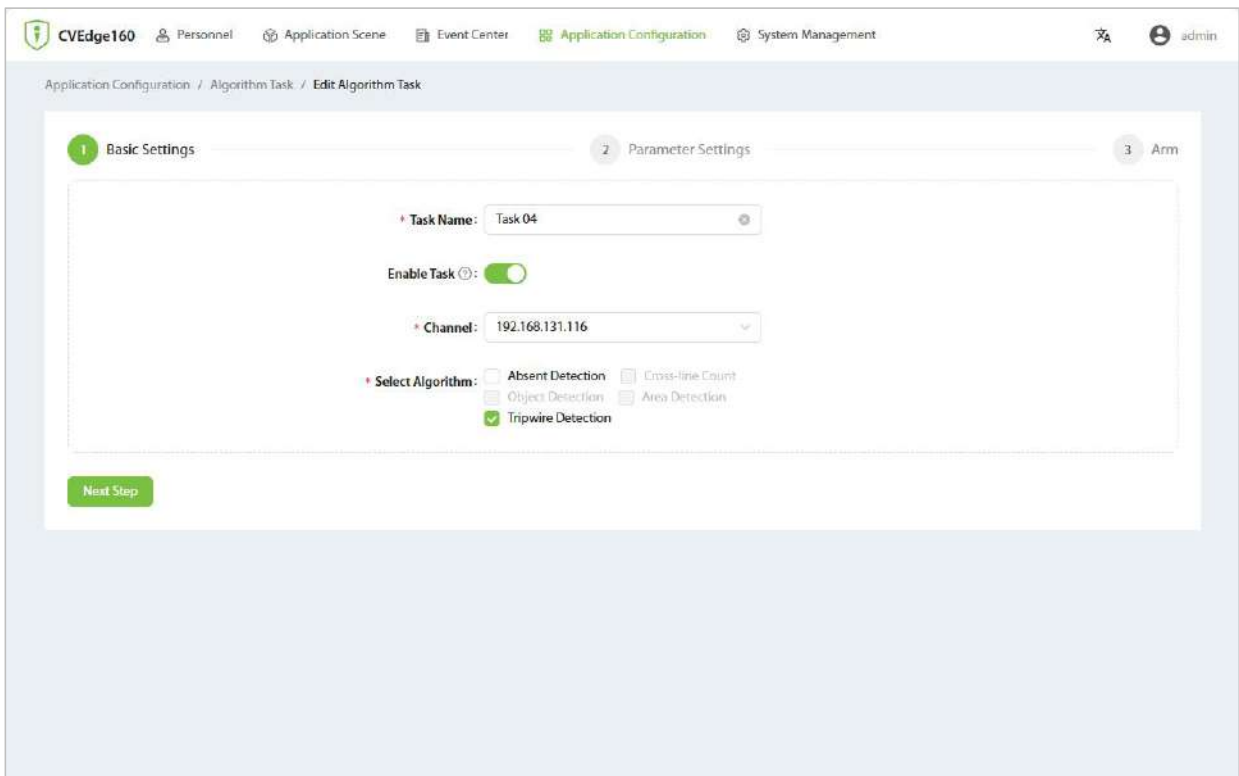 CVEdge160 Personnel Application Scene Event Center Application Configuration System Management admin
Application Configuration / Algorithm Task / Edit Algorithm Task
1 Basic Settings 2 Parameter Settings 3 Arm
* Task Name : Task 04
Enable Task ? :
* Channel : 192.168.131.116
* Select Algorithm : Absent Detection Cross-line Count
Object Detection Area Detection
Tripwire Detection
Next Step